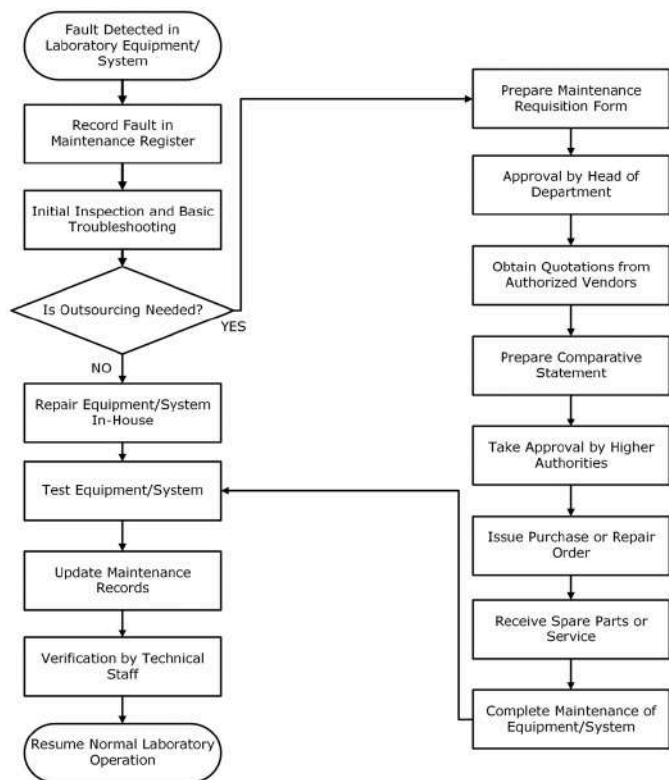 Fault Detected in
Laboratory Equipment/
System
Record Fault in
Maintenance Register
Initial Inspection and Basic
Troubleshooting
Is Outsourcing Needed?
YES
NO
Repair Equipment/System
In-House
Test Equipment/System
Update Maintenance
Records
Verification by Technical
Staff
Resume Normal Laboratory
Operation
Prepare Maintenance
Requisition Form
Approval by Head of
Department
Obtain Quotations from
Authorized Vendors
Prepare Comparative
Statement
Take Approval by Higher
Authorities
Issue Purchase or Repair
Order
Receive Spare Parts or
Service
Complete Maintenance of
Equipment/System